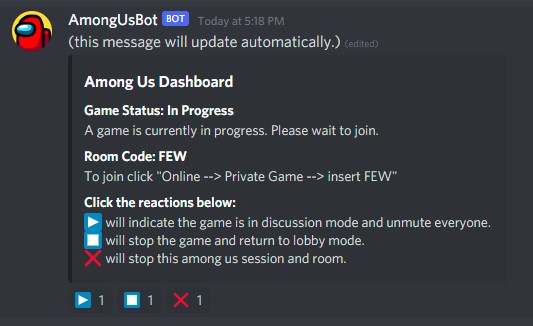 AmongUsBot BOT Today at 5:18 PM
(this message will update automatically.) (edited)
Among Us Dashboard
Game Status: In Progress
A game is currently in progress. Please wait to join.
Room Code: FEW
To join click "Online --> Private Game --> insert FEW"
Click the reactions below:
will indicate the game is in discussion mode and unmute everyone.
will stop the game and return to lobby mode.
will stop this among us session and room.
1 1 1